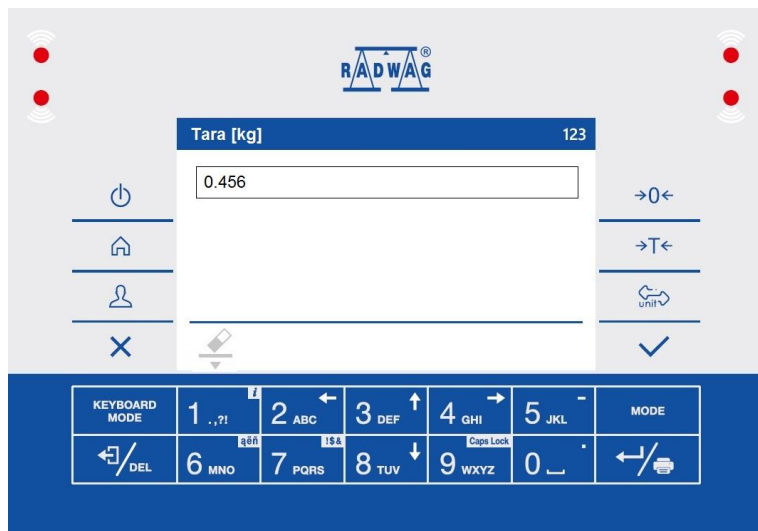 RADWAG®
Tara [kg] 123
0.456
→0←
→T←
unit
KEYBOARD MODE
1 .,?! i
2 ABC ←
3 DEF ↑
4 GHI →
5 JKL -
MODE
DEL
6 MNO ąëñ
7 PQRS !$&
8 TUV ↓
9 WXYZ Caps Lock
0 ⎵ .